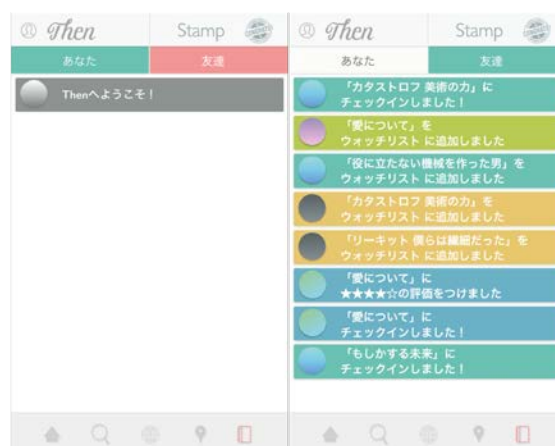 Then
Stamp
あなた
友達
Thenへようこそ！
Then
Stamp
あなた
友達
「カタストロフ 美術の力」に
チェックインしました！
「愛について」を
ウォッチリスト に追加しました
「役に立たない機械を作った男」を
ウォッチリスト に追加しました
「カタストロフ 美術の力」を
ウォッチリスト に追加しました
「リーキット 僕らは繊細だった」を
ウォッチリスト に追加しました
「愛について」に
★★★★☆の評価をつけました
「愛について」に
チェックインしました！
「もしかする未来」に
チェックインしました！